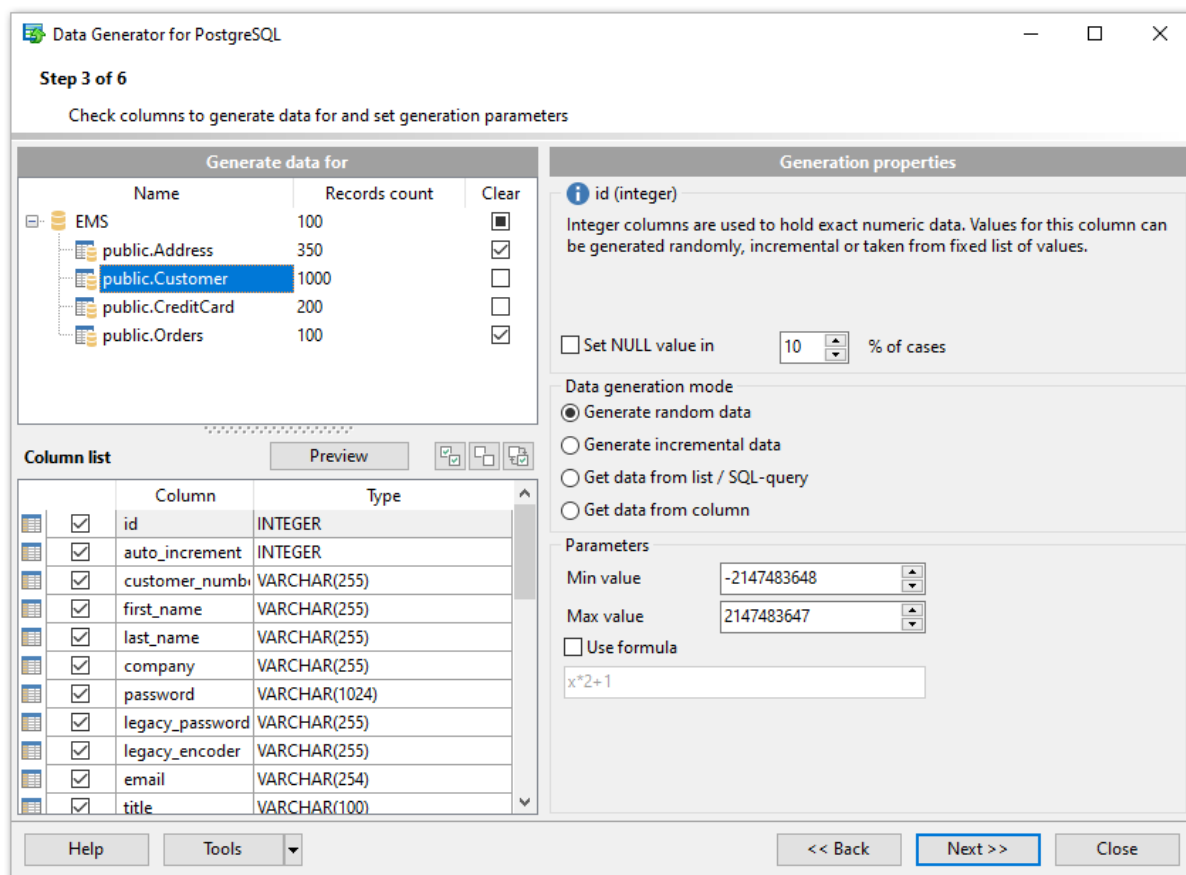 Data Generator for PostgreSQL
Step 3 of 6
Check columns to generate data for and set generation parameters
Generate data for
Name Records count Clear
EMS 100
public.Address 350
public.Customer 1000
public.CreditCard 200
public.Orders 100
Column list Preview
Column Type
id INTEGER
auto_increment INTEGER
customer_numb VARCHAR(255)
first_name VARCHAR(255)
last_name VARCHAR(255)
company VARCHAR(255)
password VARCHAR(1024)
legacy_password VARCHAR(255)
legacy_encoder VARCHAR(255)
email VARCHAR(254)
title VARCHAR(100)
Generation properties
id (integer)
Integer columns are used to hold exact numeric data. Values for this column can
be generated randomly, incremental or taken from fixed list of values.
Set NULL value in 10 % of cases
Data generation mode
Generate random data
Generate incremental data
Get data from list / SQL-query
Get data from column
Parameters
Min value -2147483648
Max value 2147483647
Use formula
x*2+1
Help Tools << Back Next >> Close